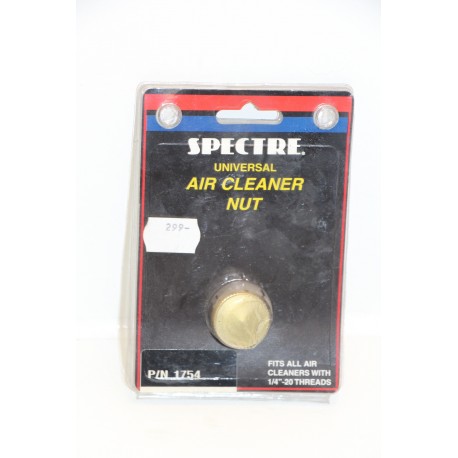 SPECTRE
UNIVERSAL
AIR CLEANER
NUT
299-
FITS ALL AIR
CLEANERS WITH
1/4"-20 THREADS
P/N 1754